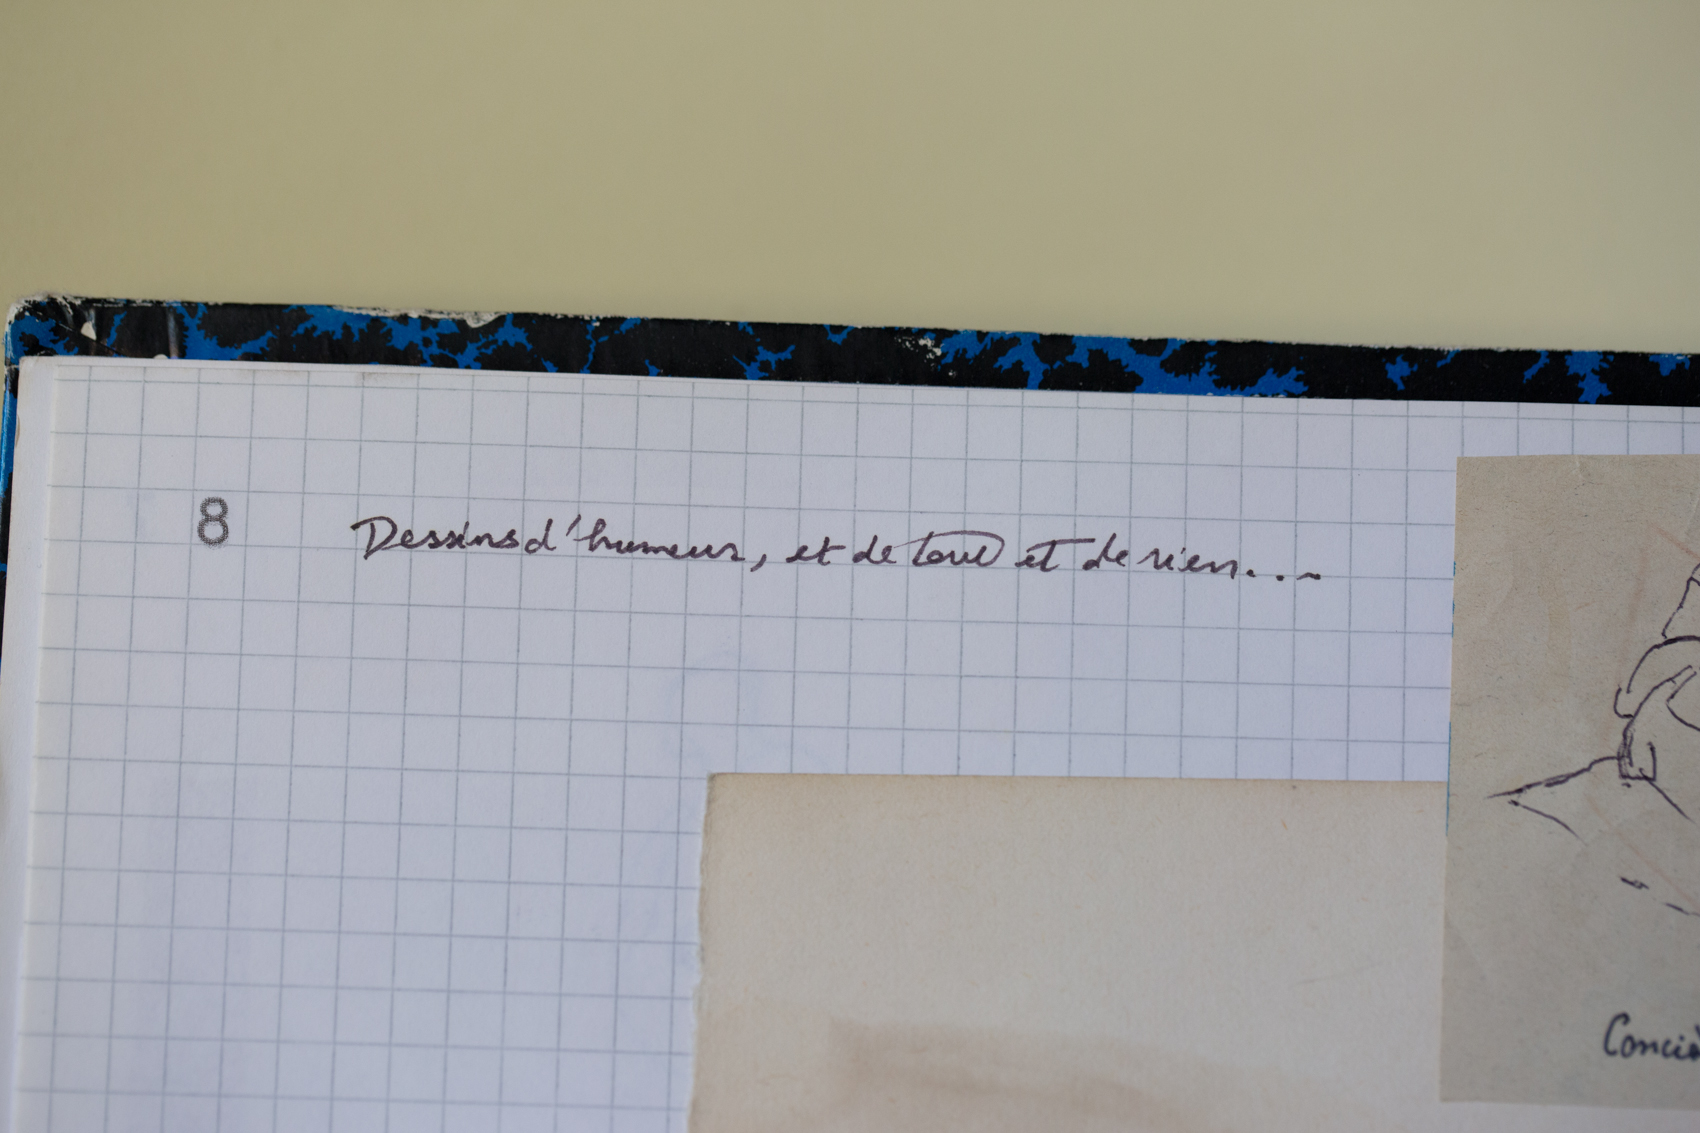 8
Dessins d'humeur, et de tout et de rien...